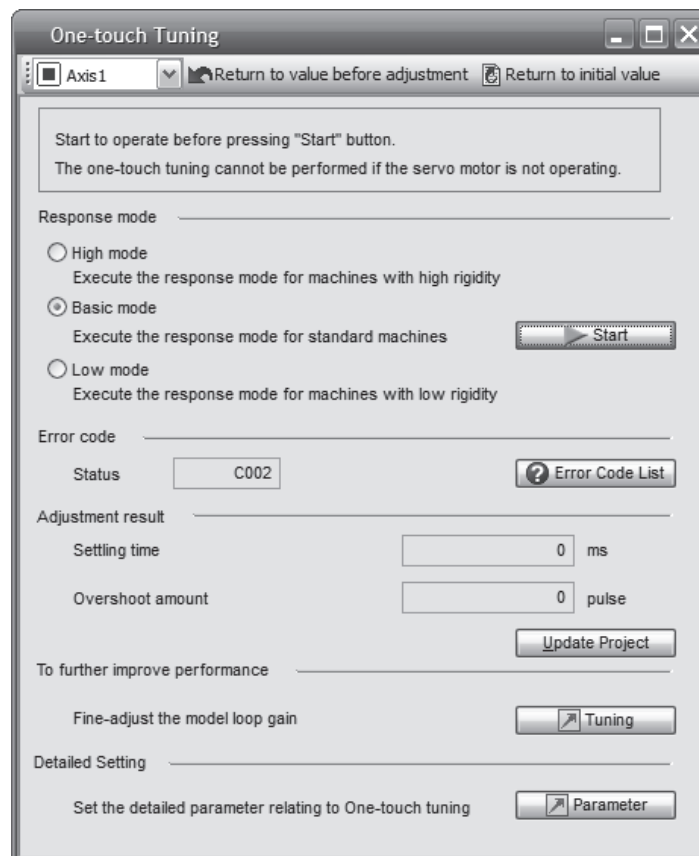 One-touch Tuning
Axis1 Return to value before adjustment Return to initial value
Start to operate before pressing "Start" button.
The one-touch tuning cannot be performed if the servo motor is not operating.
Response mode
High mode
Execute the response mode for machines with high rigidity
Basic mode
Execute the response mode for standard machines Start
Low mode
Execute the response mode for machines with low rigidity
Error code
Status C002 Error Code List
Adjustment result
Settling time 0 ms
Overshoot amount 0 pulse
Update Project
To further improve performance
Fine-adjust the model loop gain Tuning
Detailed Setting
Set the detailed parameter relating to One-touch tuning Parameter